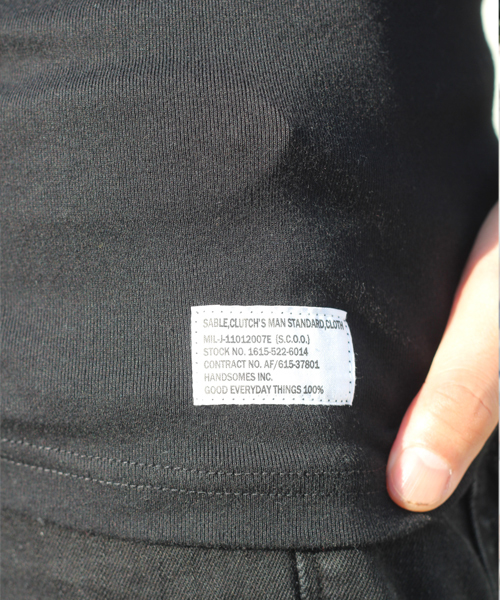 SABLE,CLUTCH'S MAN STANDARD,CLOTH
MIL-J-11012007E (S.C.O.O.)
STOCK NO. 1615-522-6014
CONTRACT NO. AF/615-37801
HANDSOMES INC.
GOOD EVERYDAY THINGS 100%